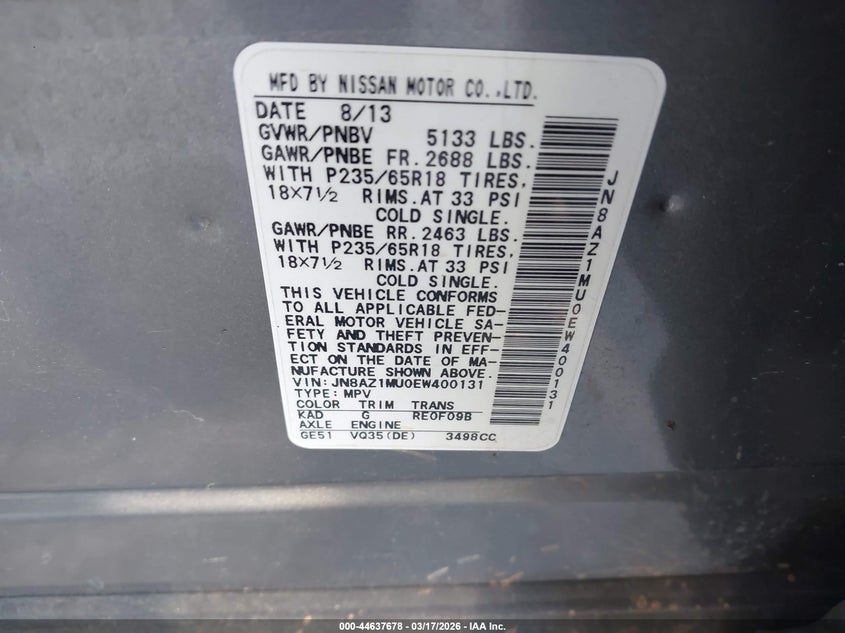 MFD BY NISSAN MOTOR CO.,LTD.
DATE 8/13
GVWR/PNBV 5133 LBS.
GAWR/PNBE FR. 2688 LBS.
WITH P235/65R18 TIRES,
18×7½ RIMS. AT 33 PSI
COLD SINGLE.
GAWR/PNBE RR. 2463 LBS.
WITH P235/65R18 TIRES,
18×7½ RIMS. AT 33 PSI
COLD SINGLE.
THIS VEHICLE CONFORMS
TO ALL APPLICABLE FED-
ERAL MOTOR VEHICLE SA-
FETY AND THEFT PREVEN-
TION STANDARDS IN EFF-
ECT ON THE DATE OF MA-
NUFACTURE SHOWN ABOVE.
VIN:JN8AZ1MU0EW400131
TYPE: MPV
COLOR TRIM TRANS
KAD G RE0F09B
AXLE ENGINE
GE51 VQ35(DE) 3498CC
JN8AZ1MU0EW400131
000-44637678 - 03/17/2026 - IAA Inc.